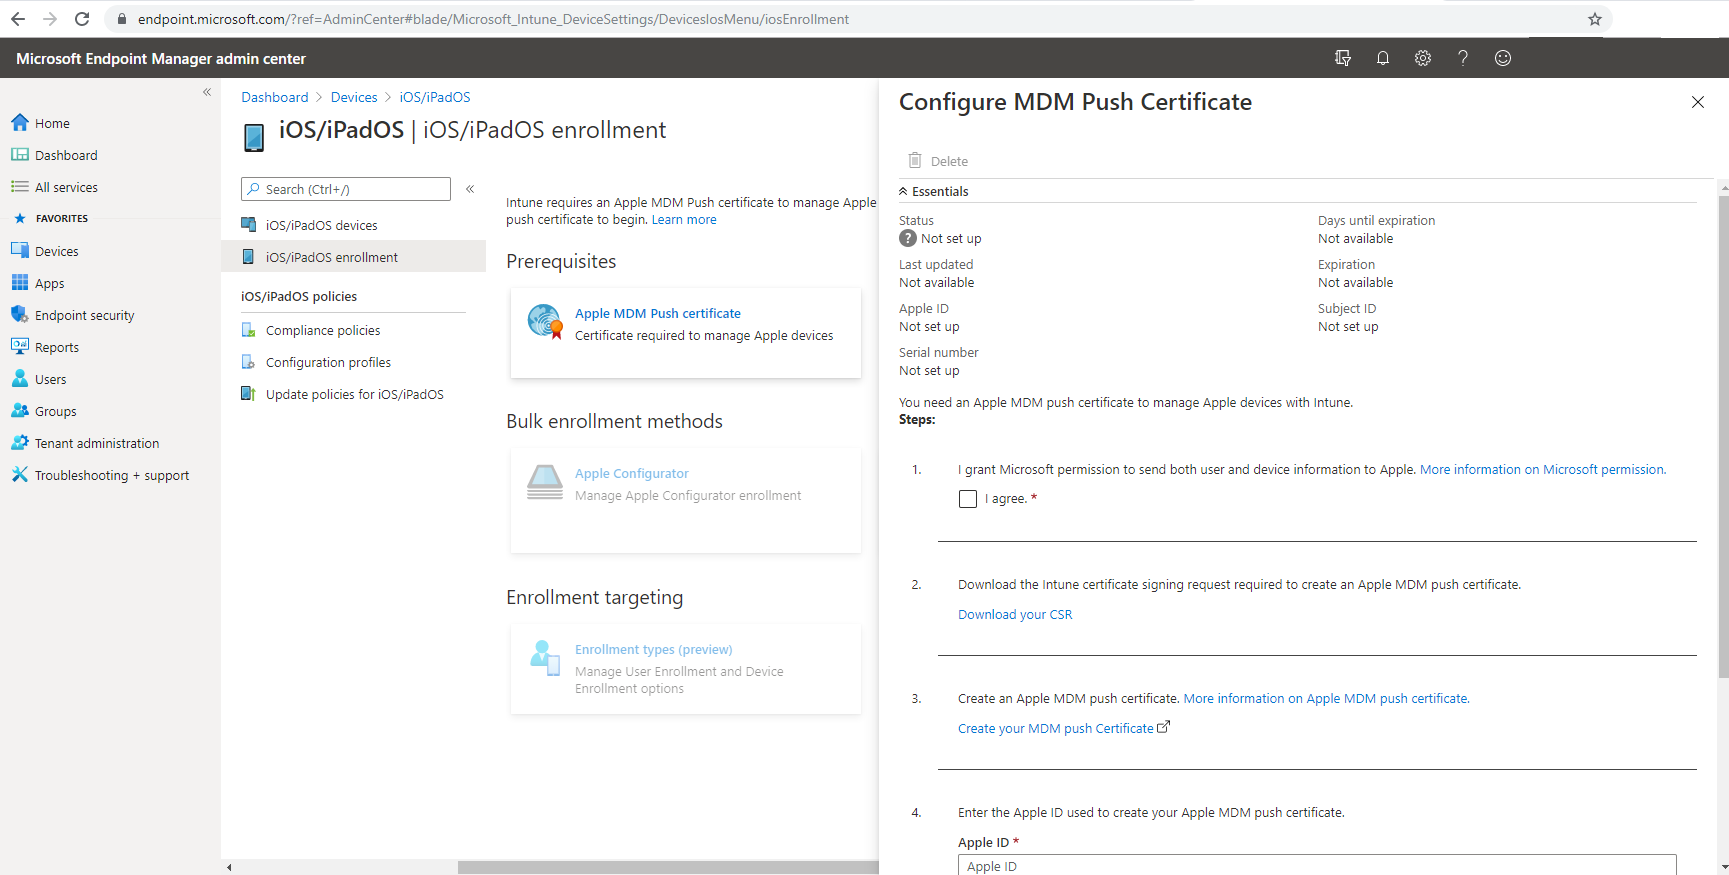 endpoint.microsoft.com/?ref=AdminCenter#blade/Microsoft_Intune_DeviceSettings/DevicesIosMenu/iosEnrollment
Microsoft Endpoint Manager admin center
Home
Dashboard
All services
FAVORITES
Devices
Apps
Endpoint security
Reports
Users
Groups
Tenant administration
Troubleshooting + support
Dashboard > Devices > iOS/iPadOS
iOS/iPadOS | iOS/iPadOS enrollment
Search (Ctrl+/)
iOS/iPadOS devices
iOS/iPadOS enrollment
iOS/iPadOS policies
Compliance policies
Configuration profiles
Update policies for iOS/iPadOS
Intune requires an Apple MDM Push certificate to manage Apple
push certificate to begin. Learn more
Prerequisites
Apple MDM Push certificate
Certificate required to manage Apple devices
Bulk enrollment methods
Apple Configurator
Manage Apple Configurator enrollment
Enrollment targeting
Enrollment types (preview)
Manage User Enrollment and Device
Enrollment options
Configure MDM Push Certificate
Delete
Essentials
Status
Not set up
Days until expiration
Not available
Last updated
Not available
Expiration
Not available
Apple ID
Not set up
Subject ID
Not set up
Serial number
Not set up
You need an Apple MDM push certificate to manage Apple devices with Intune.
Steps:
1. I grant Microsoft permission to send both user and device information to Apple. More information on Microsoft permission.
I agree. *
2. Download the Intune certificate signing request required to create an Apple MDM push certificate.
Download your CSR
3. Create an Apple MDM push certificate. More information on Apple MDM push certificate.
Create your MDM push Certificate
4. Enter the Apple ID used to create your Apple MDM push certificate.
Apple ID *
Apple ID